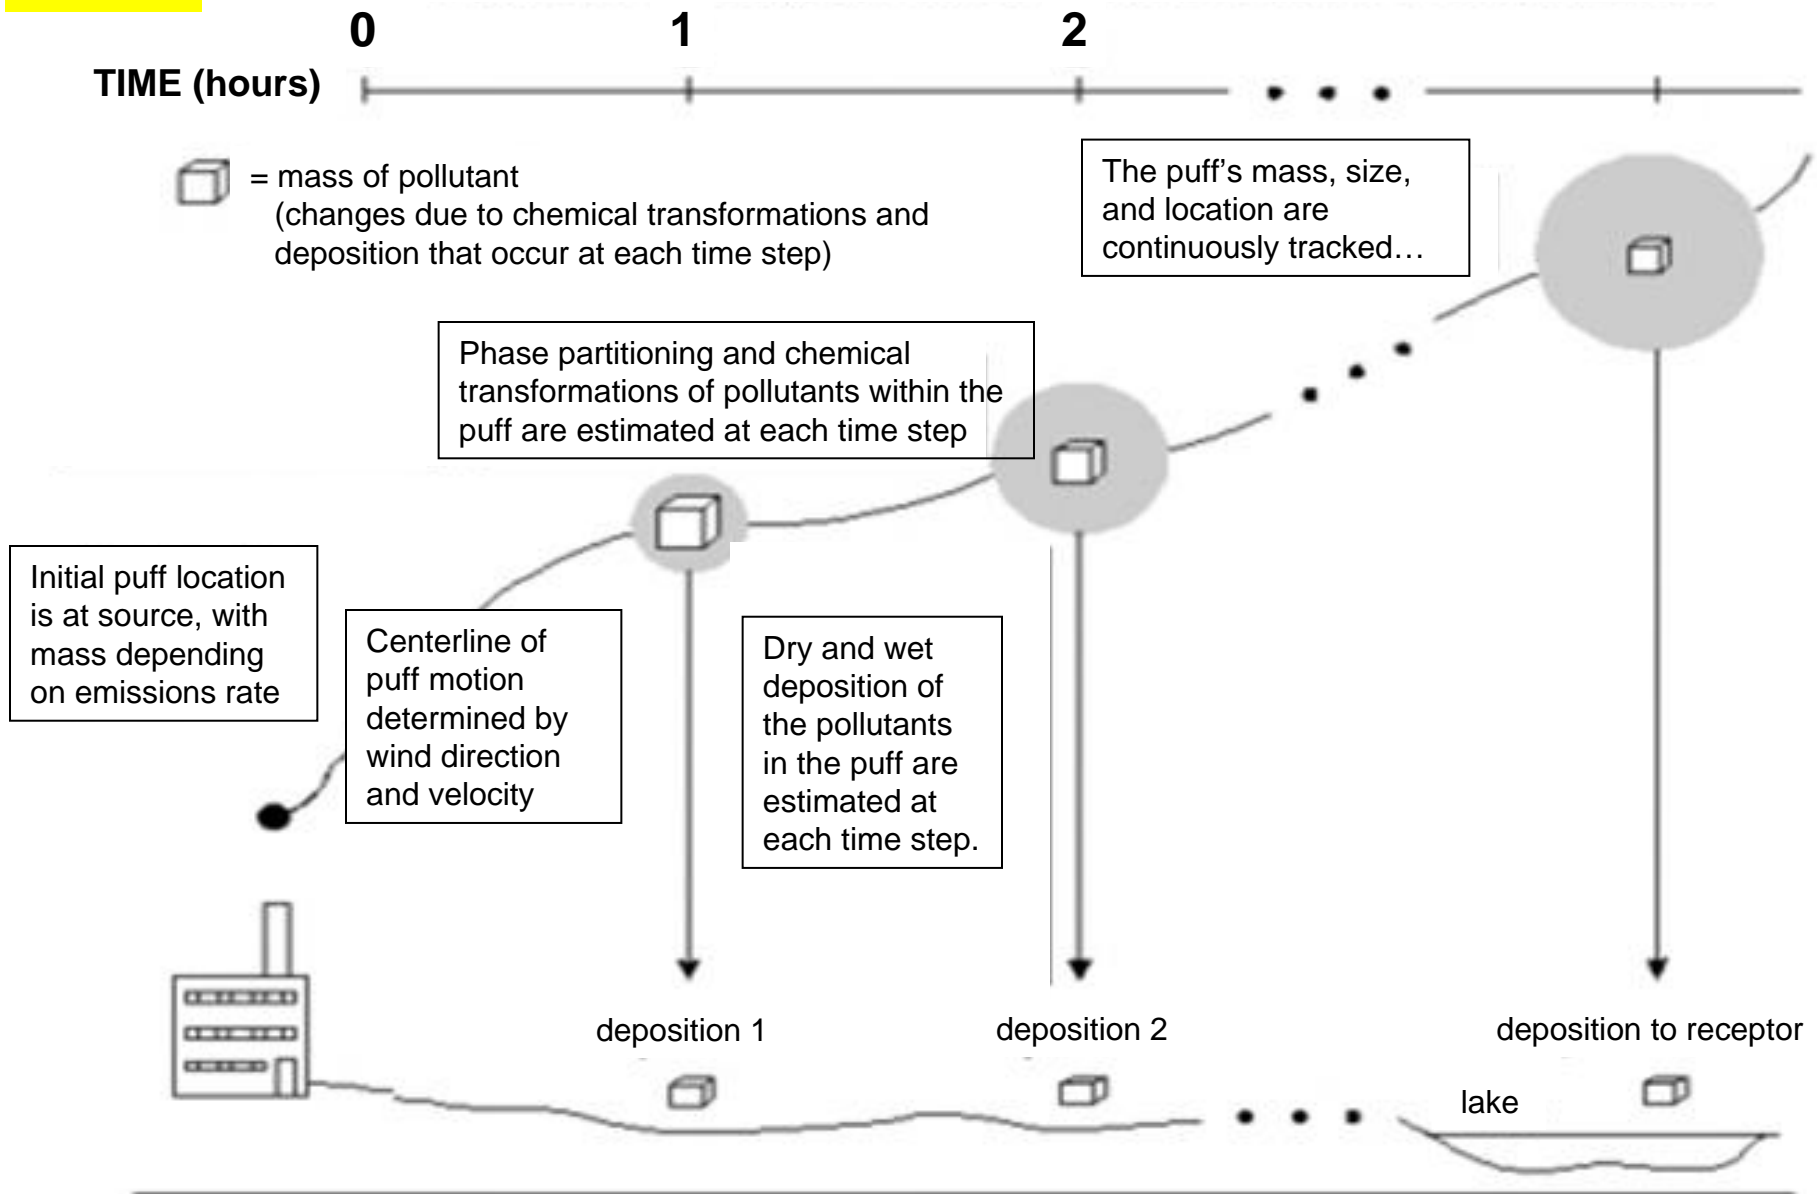 0 1 2
TIME (hours)
= mass of pollutant
(changes due to chemical transformations and
deposition that occur at each time step)
The puff’s mass, size,
and location are
continuously tracked…
Phase partitioning and chemical
transformations of pollutants within the
puff are estimated at each time step
Initial puff location
is at source, with
mass depending
on emissions rate
Centerline of
puff motion
determined by
wind direction
and velocity
Dry and wet
deposition of
the pollutants
in the puff are
estimated at
each time step.
deposition 1
deposition 2
deposition to receptor
lake